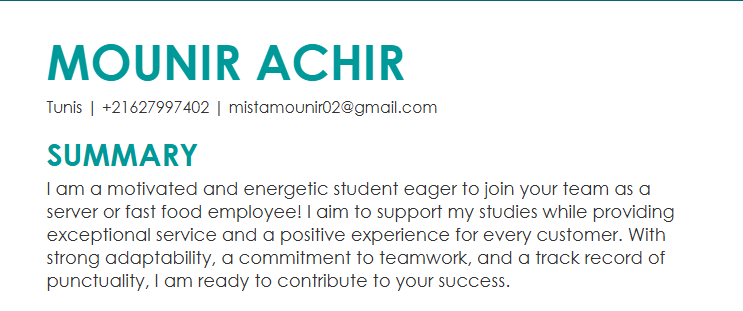 MOUNIR ACHIR
Tunis | +21627997402 | mistamounir02@gmail.com
SUMMARY
I am a motivated and energetic student eager to join your team as a
server or fast food employee! I aim to support my studies while providing
exceptional service and a positive experience for every customer. With
strong adaptability, a commitment to teamwork, and a track record of
punctuality, I am ready to contribute to your success.